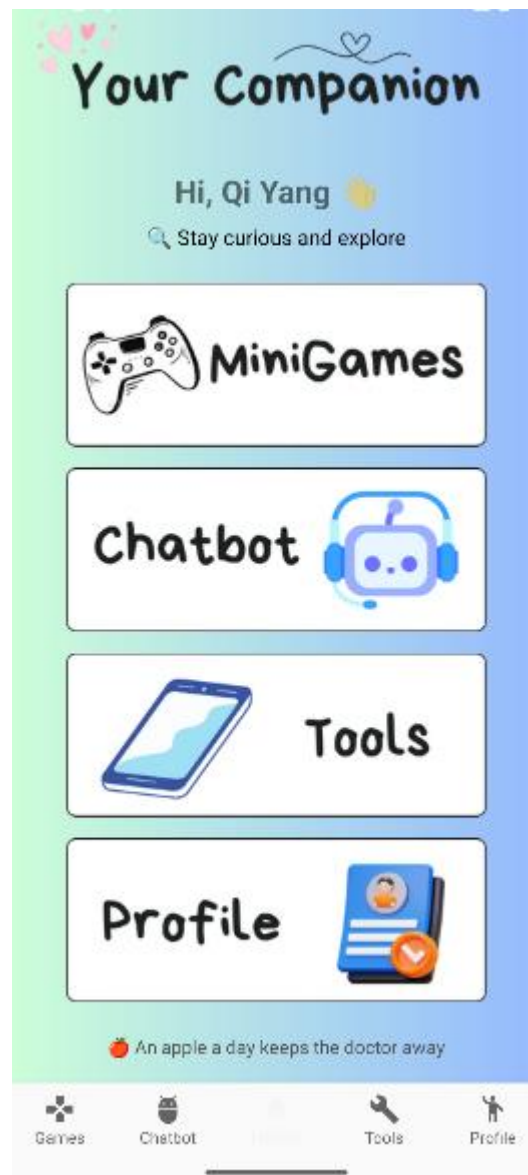 Your Companion
Hi, Qi Yang 👋
🔍 Stay curious and explore
MiniGames
Chatbot
Tools
Profile
🍎 An apple a day keeps the doctor away
Games Chatbot Tools Profile